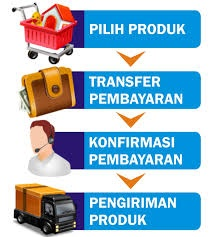 PILIH PRODUK
TRANSFER
PEMBAYARAN
KONFIRMASI
PEMBAYARAN
PENGIRIMAN
PRODUK